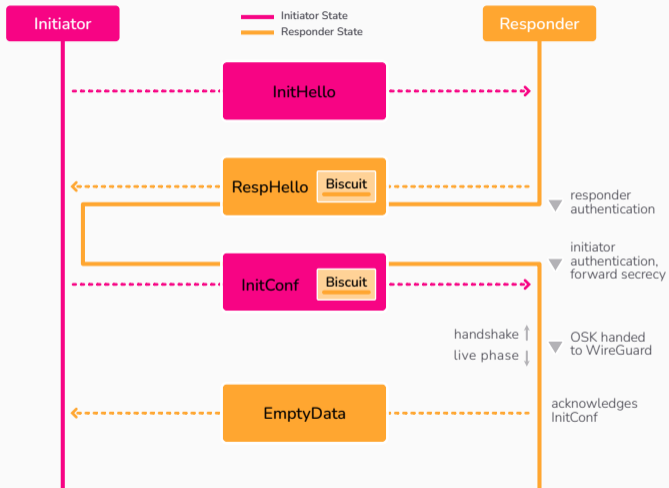 Initiator
Initiator State
Responder State
Responder
InitHello
RespHello
Biscuit
responder
authentication
initiator
authentication,
forward secrecy
InitConf
Biscuit
handshake
live phase
OSK handed
to WireGuard
EmptyData
acknowledges
InitConf